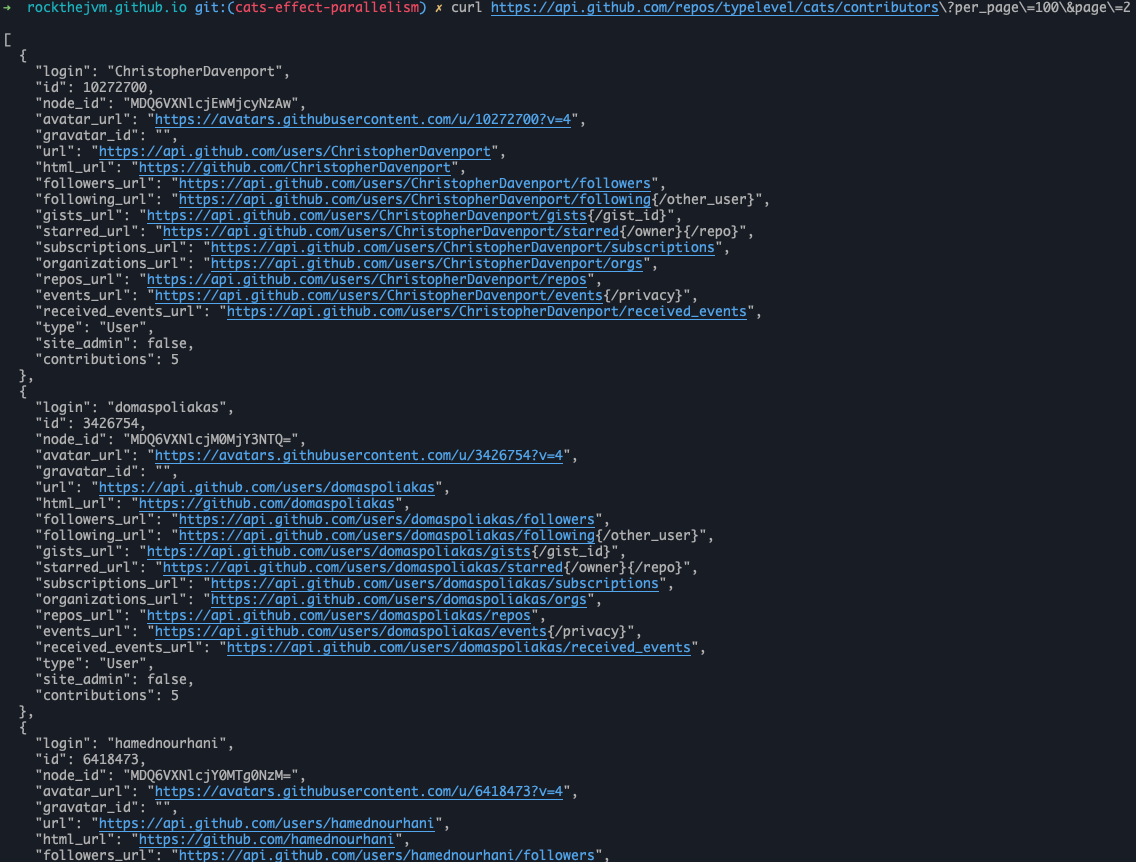 → rockthejvm.github.io git:(cats-effect-parallelism) ✗ curl https://api.github.com/repos/typelevel/cats/contributors\?per_page\=100\&page\=2
[
  {
    "login": "ChristopherDavenport",
    "id": 10272700,
    "node_id": "MDQ6VXNlcjEwMjcyNzAw",
    "avatar_url": "https://avatars.githubusercontent.com/u/10272700?v=4",
    "gravatar_id": "",
    "url": "https://api.github.com/users/ChristopherDavenport",
    "html_url": "https://github.com/ChristopherDavenport",
    "followers_url": "https://api.github.com/users/ChristopherDavenport/followers",
    "following_url": "https://api.github.com/users/ChristopherDavenport/following{/other_user}",
    "gists_url": "https://api.github.com/users/ChristopherDavenport/gists{/gist_id}",
    "starred_url": "https://api.github.com/users/ChristopherDavenport/starred{/owner}{/repo}",
    "subscriptions_url": "https://api.github.com/users/ChristopherDavenport/subscriptions",
    "organizations_url": "https://api.github.com/users/ChristopherDavenport/orgs",
    "repos_url": "https://api.github.com/users/ChristopherDavenport/repos",
    "events_url": "https://api.github.com/users/ChristopherDavenport/events{/privacy}",
    "received_events_url": "https://api.github.com/users/ChristopherDavenport/received_events",
    "type": "User",
    "site_admin": false,
    "contributions": 5
  },
  {
    "login": "domaspoliakas",
    "id": 3426754,
    "node_id": "MDQ6VXNlcjM0MjY3NTQ=",
    "avatar_url": "https://avatars.githubusercontent.com/u/3426754?v=4",
    "gravatar_id": "",
    "url": "https://api.github.com/users/domaspoliakas",
    "html_url": "https://github.com/domaspoliakas",
    "followers_url": "https://api.github.com/users/domaspoliakas/followers",
    "following_url": "https://api.github.com/users/domaspoliakas/following{/other_user}",
    "gists_url": "https://api.github.com/users/domaspoliakas/gists{/gist_id}",
    "starred_url": "https://api.github.com/users/domaspoliakas/starred{/owner}{/repo}",
    "subscriptions_url": "https://api.github.com/users/domaspoliakas/subscriptions",
    "organizations_url": "https://api.github.com/users/domaspoliakas/orgs",
    "repos_url": "https://api.github.com/users/domaspoliakas/repos",
    "events_url": "https://api.github.com/users/domaspoliakas/events{/privacy}",
    "received_events_url": "https://api.github.com/users/domaspoliakas/received_events",
    "type": "User",
    "site_admin": false,
    "contributions": 5
  },
  {
    "login": "hamednourhani",
    "id": 6418473,
    "node_id": "MDQ6VXNlcjY0MTg0NzM=",
    "avatar_url": "https://avatars.githubusercontent.com/u/6418473?v=4",
    "gravatar_id": "",
    "url": "https://api.github.com/users/hamednourhani",
    "html_url": "https://github.com/hamednourhani",
    "followers_url": "https://api.github.com/users/hamednourhani/followers",